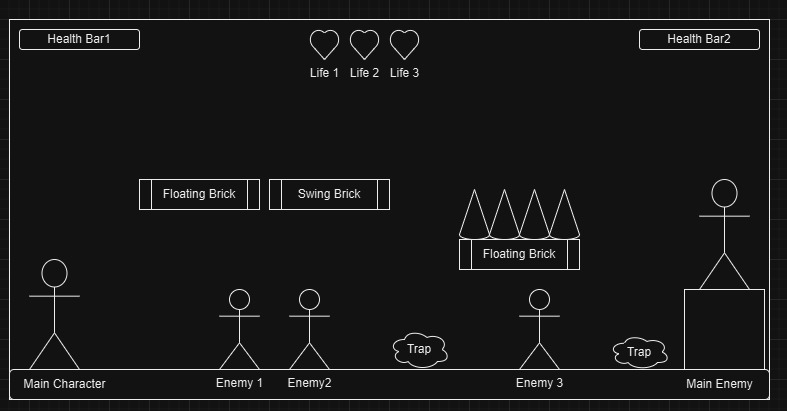 Health Bar1
Health Bar2
Life 1
Life 2
Life 3
Floating Brick
Swing Brick
Floating Brick
Trap
Trap
Main Character
Enemy 1
Enemy2
Enemy 3
Main Enemy